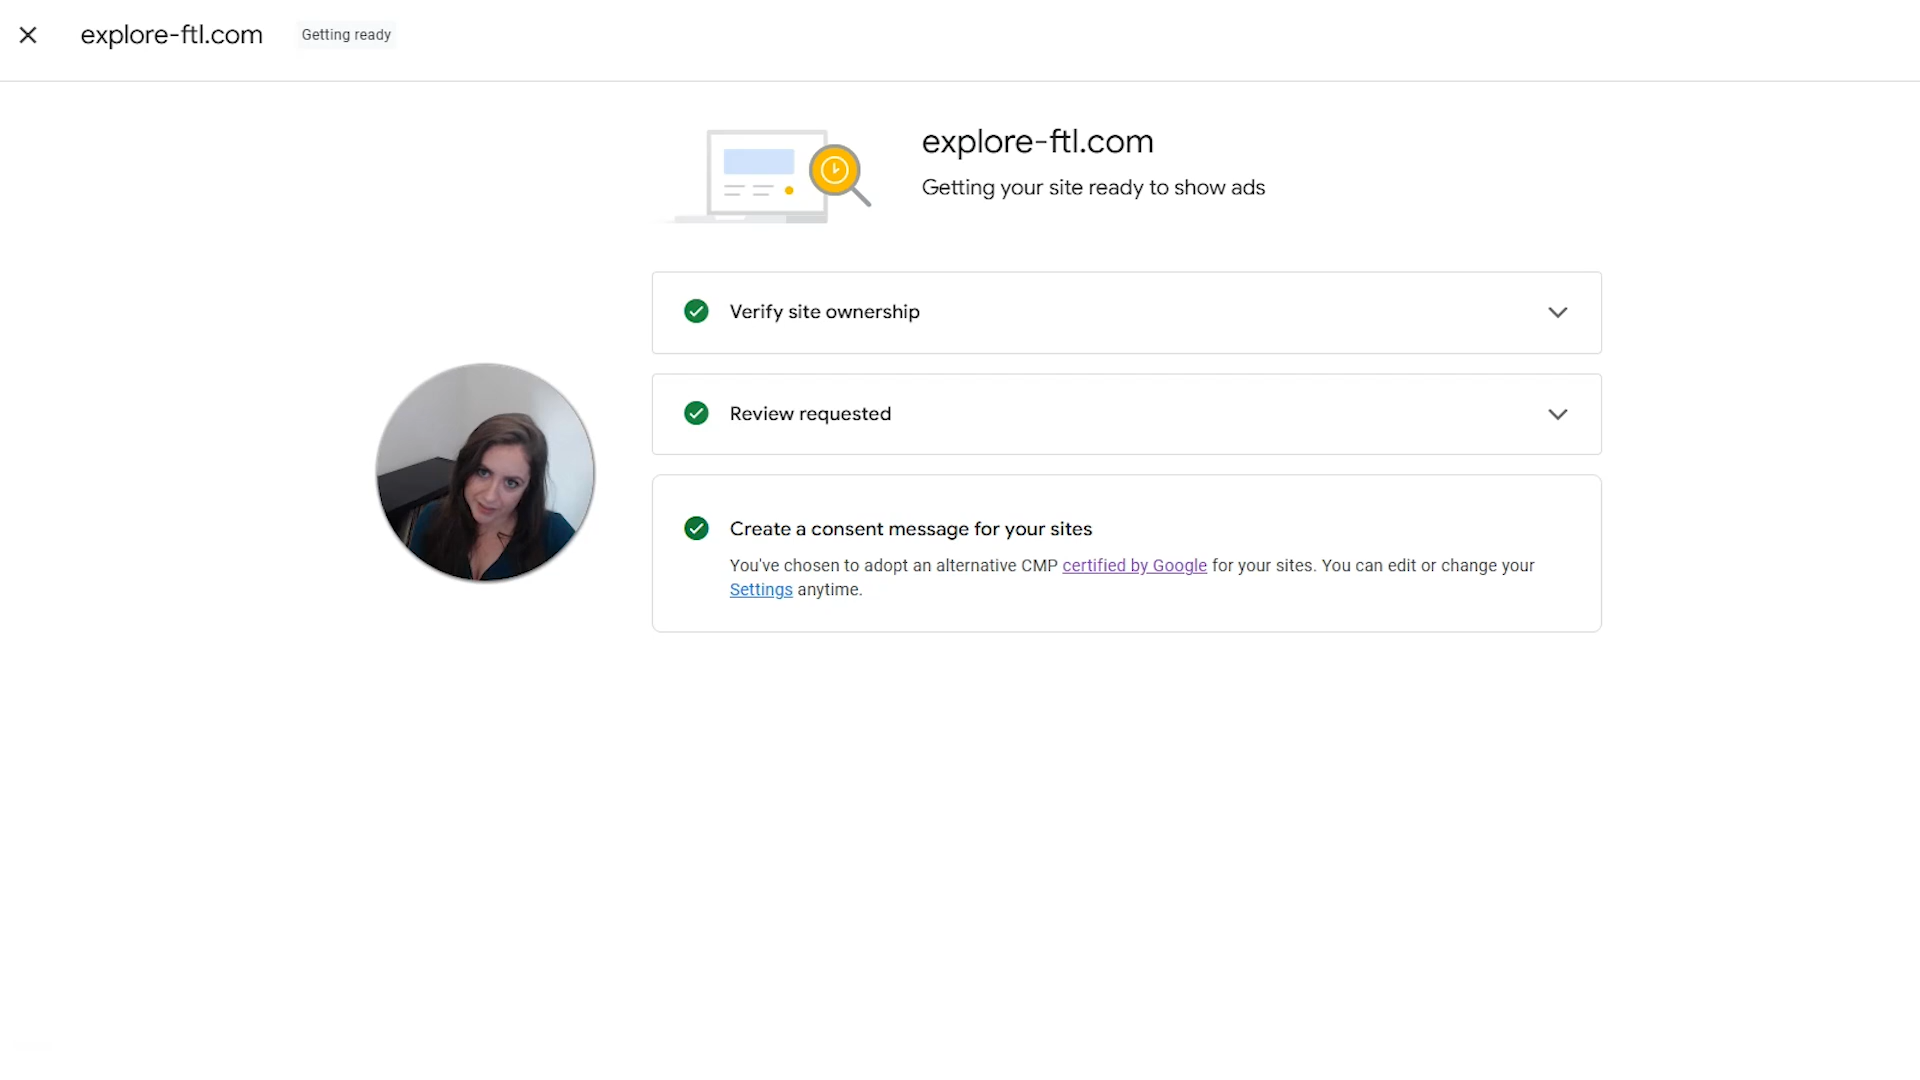 explore-ftl.com
Getting ready
explore-ftl.com
Getting your site ready to show ads
Verify site ownership
Review requested
Create a consent message for your sites
You've chosen to adopt an alternative CMP certified by Google for your sites. You can edit or change your
Settings anytime.